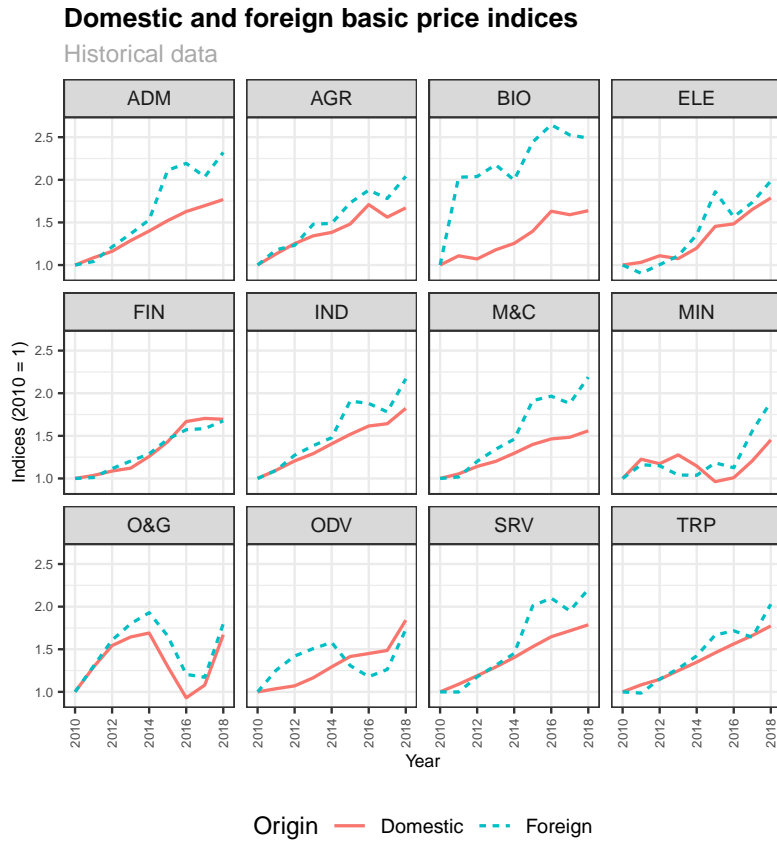 Domestic and foreign basic price indices
Historical data
ADM AGR BIO ELE
2.5
2.0
1.5
1.0
FIN IND M&C MIN
2.5
2.0
1.5
1.0
Indices (2010 = 1)
O&G ODV SRV TRP
2.5
2.0
1.5
1.0
2010 2012 2014 2016 2018 2010 2012 2014 2016 2018 2010 2012 2014 2016 2018 2010 2012 2014 2016 2018
Year
Origin Domestic Foreign